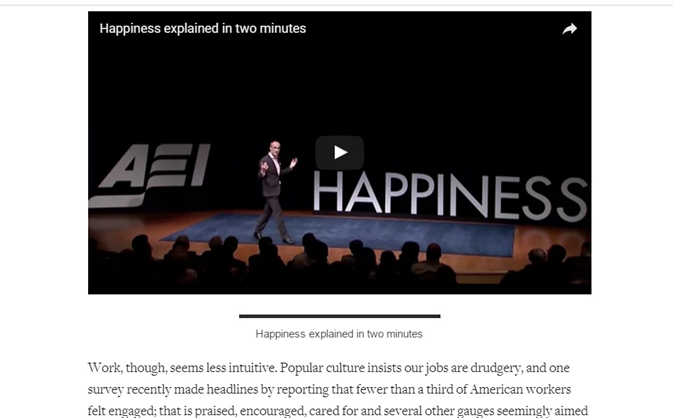 Happiness explained in two minutes
AEI
HAPPINESS
Happiness explained in two minutes
Work, though, seems less intuitive. Popular culture insists our jobs are drudgery, and one
survey recently made headlines by reporting that fewer than a third of American workers
felt engaged; that is praised, encouraged, cared for and several other gauges seemingly aimed